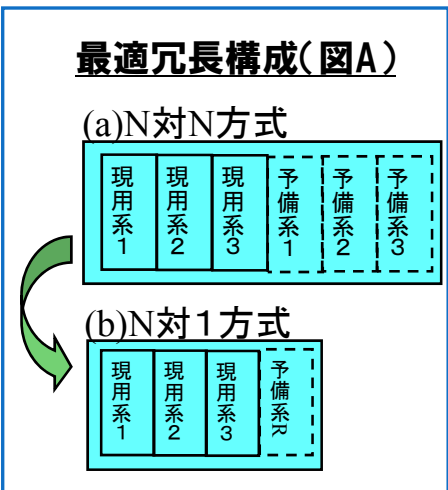 最適冗長構成(図A)
(a)N対N方式
現用系1
現用系2
現用系3
予備系1
予備系2
予備系3
(b)N対1方式
現用系1
現用系2
現用系3
予備系R